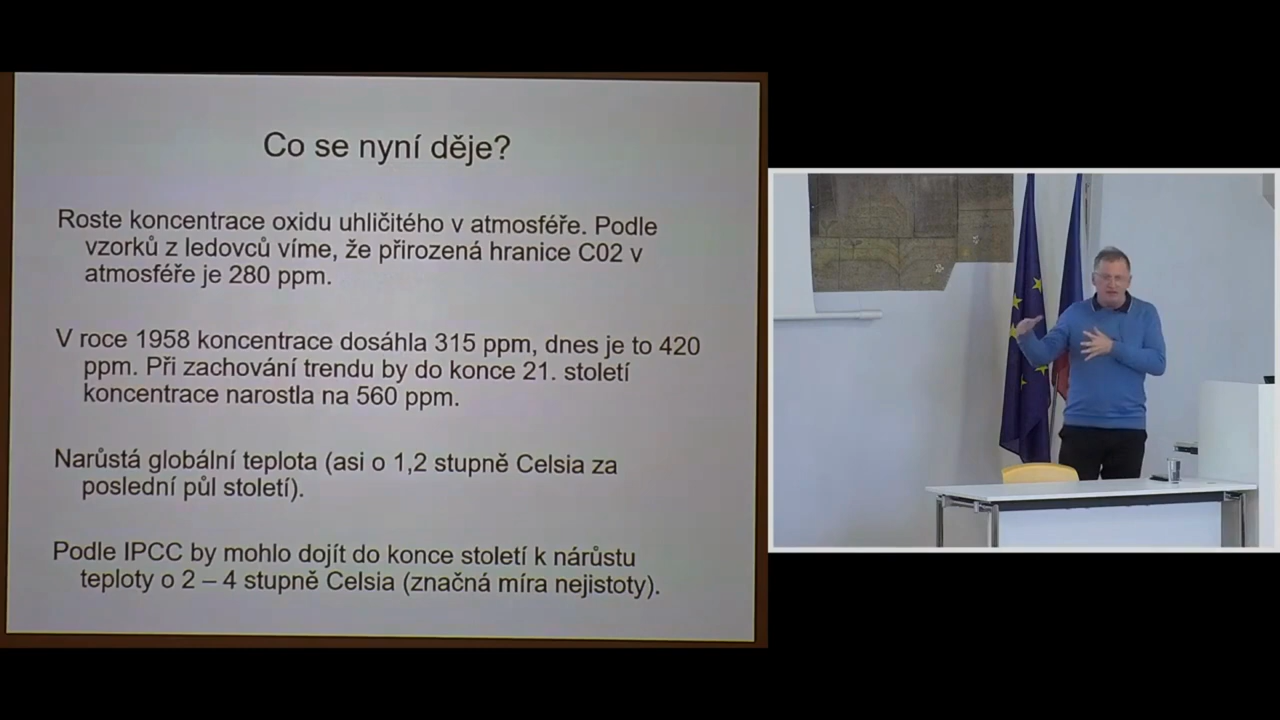 Co se nyní děje?
Roste koncentrace oxidu uhličitého v atmosféře. Podle
vzorků z ledovců víme, že přirozená hranice C02 v
atmosféře je 280 ppm.
V roce 1958 koncentrace dosáhla 315 ppm, dnes je to 420
ppm. Při zachování trendu by do konce 21. století
koncentrace narostla na 560 ppm.
Narůstá globální teplota (asi o 1,2 stupně Celsia za
poslední půl století).
Podle IPCC by mohlo dojít do konce století k nárůstu
teploty o 2 – 4 stupně Celsia (značná míra nejistoty).